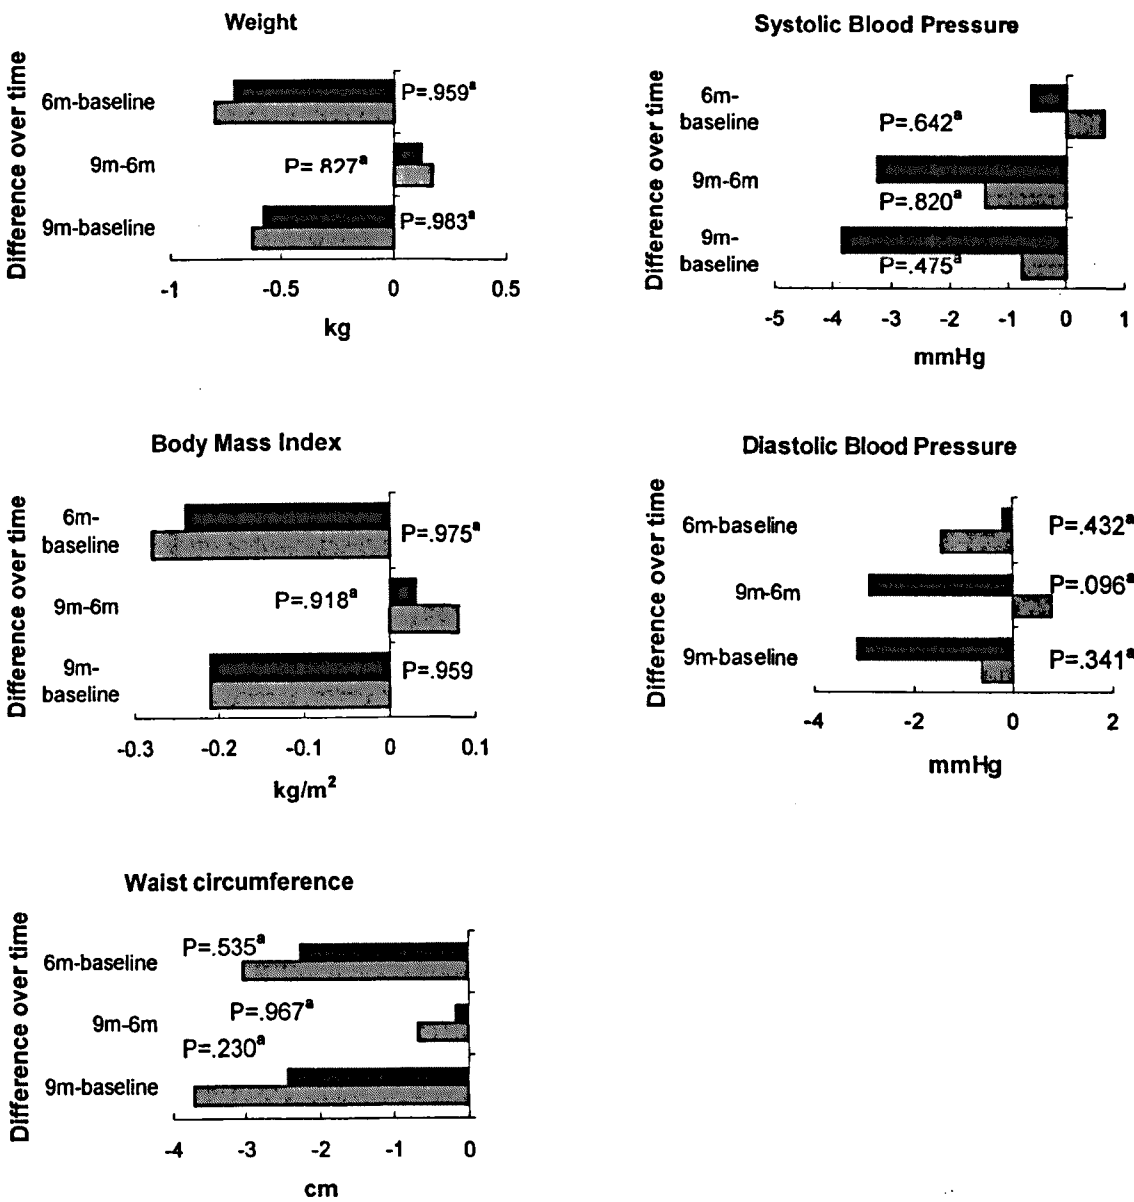 Weight
Difference over time
6m-baseline
P=.959ª
9m-6m
P=.827ª
9m-baseline
P=.983ª
-1 -0.5 0 0.5
kg
Systolic Blood Pressure
Difference over time
6m-
baseline
P=.642ª
9m-6m
P=.820ª
9m-
baseline
P=.475ª
-5 -4 -3 -2 -1 0 1
mmHg
Body Mass Index
Difference over time
6m-
baseline
P=.975ª
9m-6m
P=.918ª
9m-
baseline
P=.959
-0.3 -0.2 -0.1 0 0.1
kg/m²
Diastolic Blood Pressure
Difference over time
6m-baseline
P=.432ª
9m-6m
P=.096ª
9m-baseline
P=.341ª
-4 -2 0 2
mmHg
Waist circumference
Difference over time
6m-baseline
P=.535ª
9m-6m
P=.967ª
P=.230ª
9m-baseline
-4 -3 -2 -1 0
cm